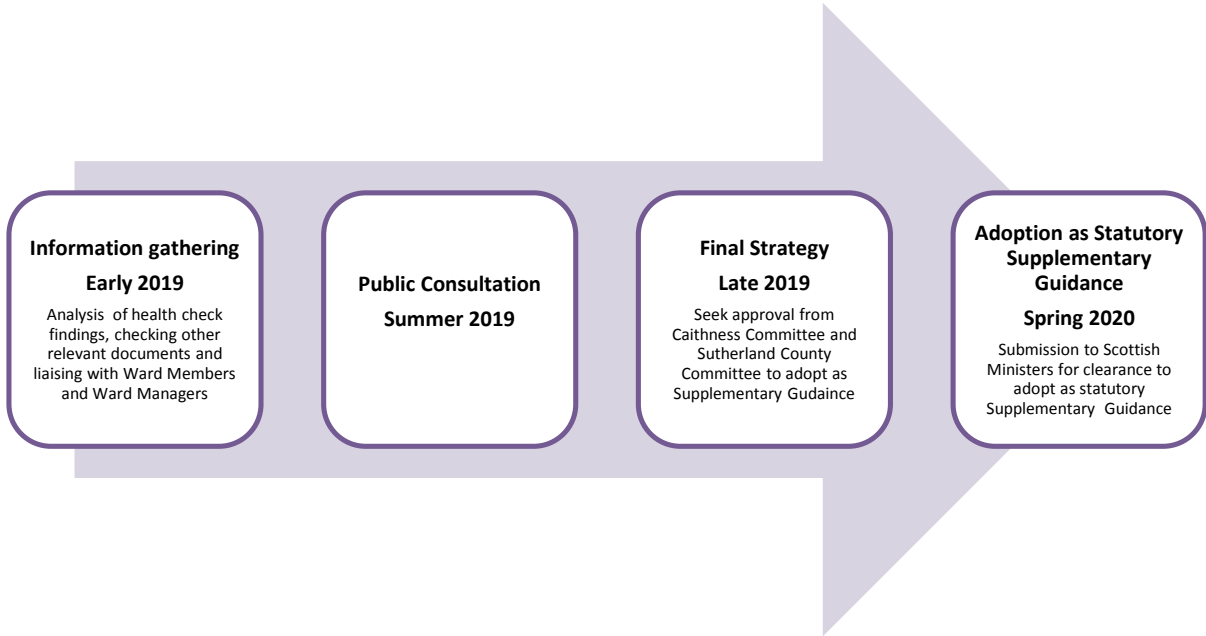 Information gathering
Early 2019
Analysis of health check
findings, checking other
relevant documents and
liaising with Ward Members
and Ward Managers
Public Consultation
Summer 2019
Final Strategy
Late 2019
Seek approval from
Caithness Committee and
Sutherland County
Committee to adopt as
Supplementary Gudaince
Adoption as Statutory
Supplementary
Guidance
Spring 2020
Submission to Scottish
Ministers for clearance to
adopt as statutory
Supplementary Guidance